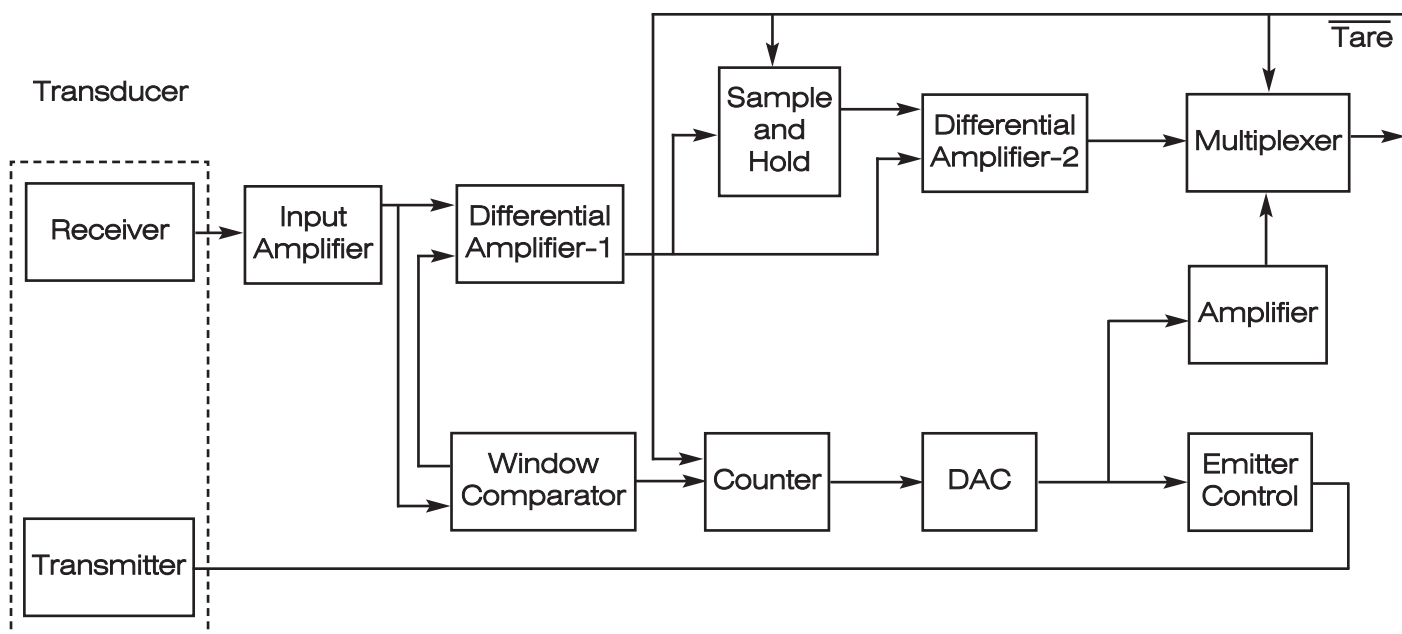 Tare
Transducer
Sample
and
Hold
Differential
Amplifier-2
Multiplexer
Receiver
Input
Amplifier
Differential
Amplifier-1
Amplifier
Window
Comparator
Counter
DAC
Emitter
Control
Transmitter